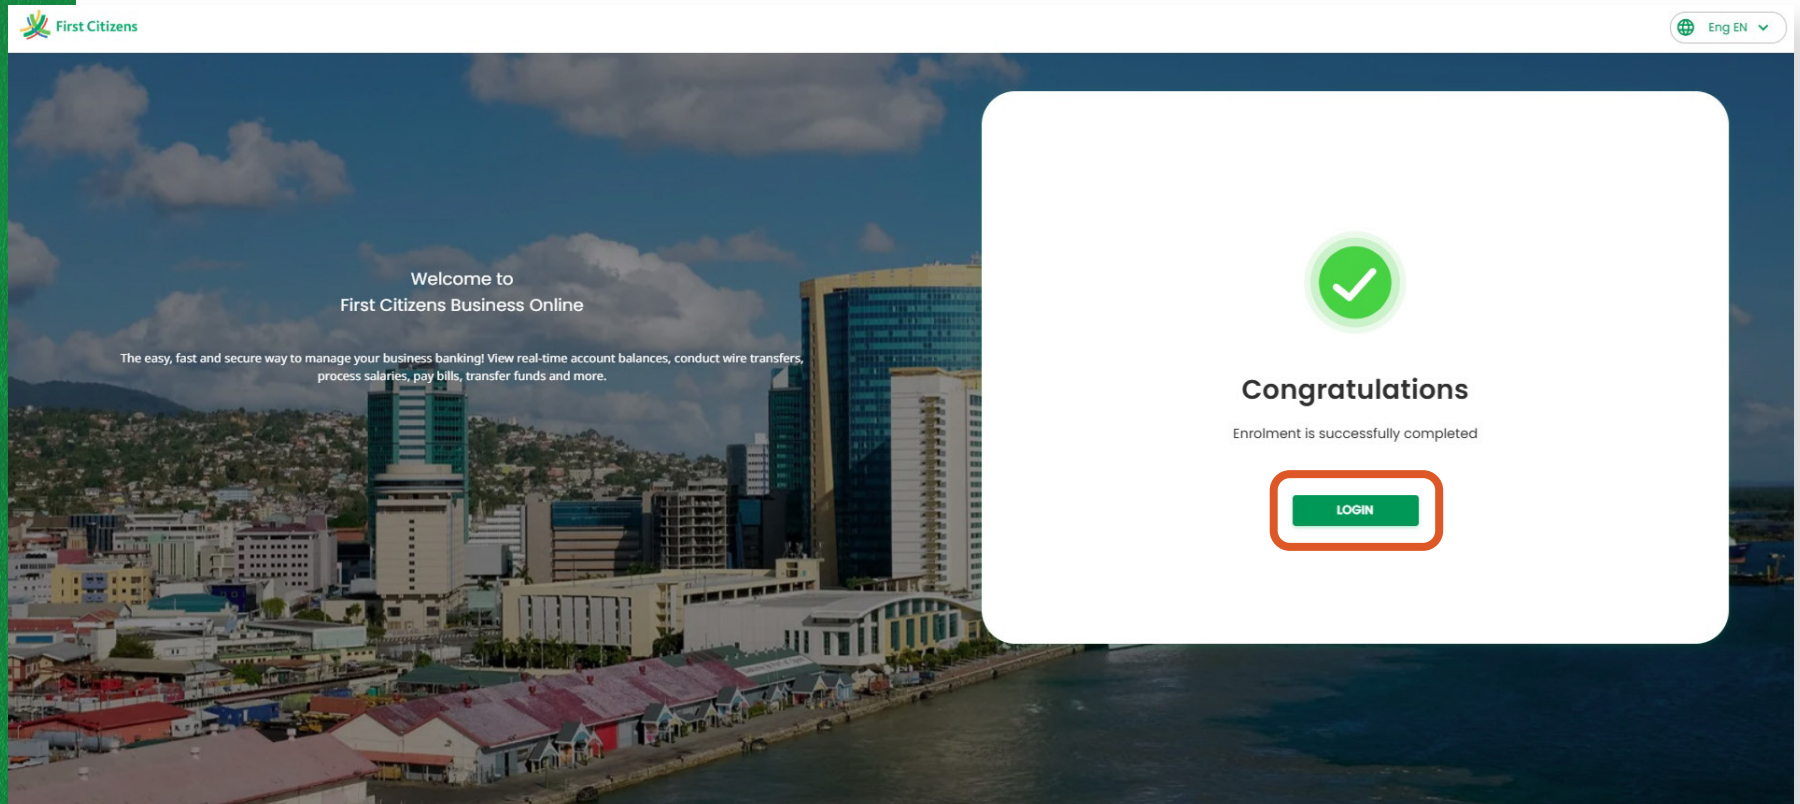 First Citizens
Eng EN
Welcome to
First Citizens Business Online
The easy, fast and secure way to manage your business banking! View real-time account balances, conduct wire transfers,
process salaries, pay bills, transfer funds and more.
Congratulations
Enrolment is successfully completed
LOGIN